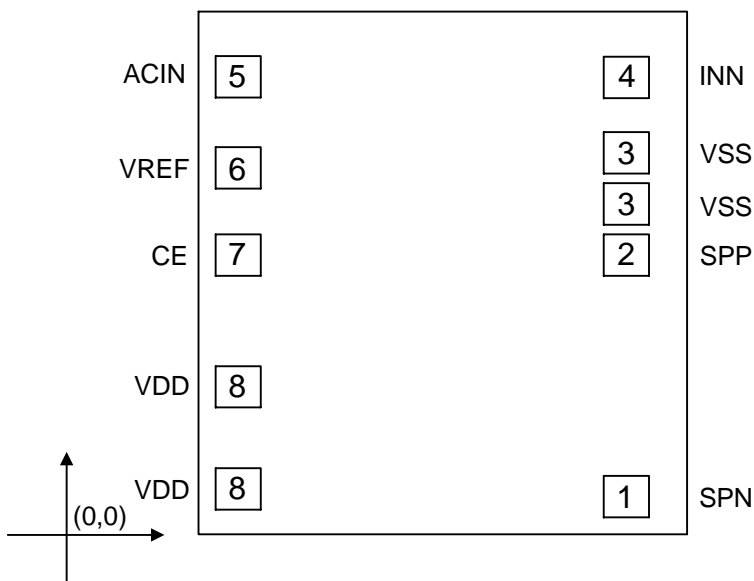 ACIN 5 4 INN
3 VSS
VREF 6
3 VSS
CE 7 2 SPP
VDD 8
VDD 8 1 SPN
(0,0)